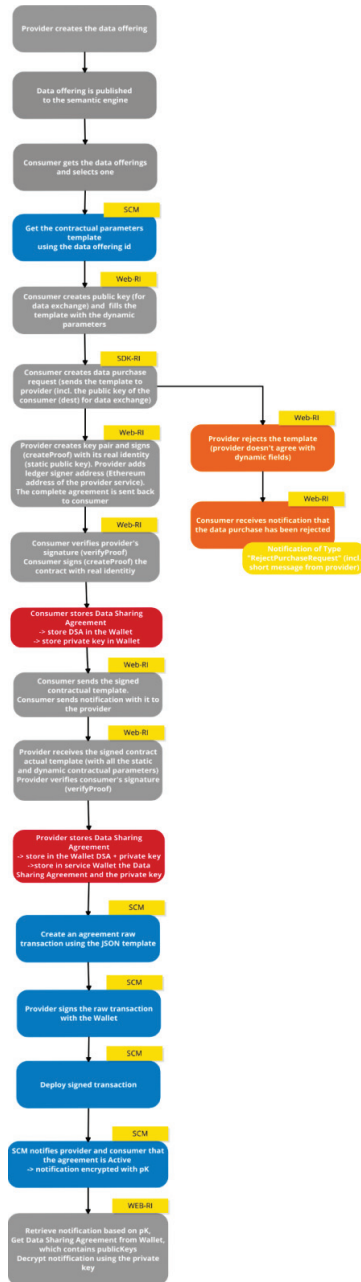 Provider creates the data offering
Data offering is published
to the semantic engine
Consumer gets the data offerings
and selects one
SCM
Get the contractual parameters
template
using the data offering id
Web-RI
Consumer creates public key (for
data exchange) and fills the
template with the dynamic
parameters
SDK-RI
Consumer creates data purchase
request (sends the template to
provider (incl. the public key of the
consumer (dest) for data exchange)
Web-RI
Provider rejects the template
(provider doesn't agree with
dynamic fields)
Web-RI
Consumer receives notification that
the data purchase has been rejected
Notification of Type
"RejectPurchaseRequest" (incl.
short message from provider)
Web-RI
Provider creates key pair and signs
(createProof) with its real identity
(static public key). Provider adds
ledger signer address (Ethereum
address of the provider service).
The complete agreement is sent back
to consumer
Web-RI
Consumer verifies provider's
signature (verifyProof)
Consumer signs (createProof) the
contract with real identitiy
Consumer stores Data Sharing
Agreement
-> store DSA in the Wallet
-> store private key in Wallet
Web-RI
Consumer sends the signed
contractual template.
Consumer sends notification with it to
the provider
Web-RI
Provider receives the signed contract
actual template (with all the static
and dynamic contractual parameters)
Provider verifies consumer's signature
(verifyProof)
Provider stores Data Sharing
Agreement
-> store in the Wallet DSA + private key
->store in service Wallet the Data
Sharing Agreement and the private key
SCM
Create an agreement raw
transaction using the JSON template
SCM
Provider signs the raw transaction
with the Wallet
SCM
Deploy signed transaction
SCM
SCM notifies provider and consumer that
the agreement is Active
-> notification encrypted with pK
WEB-RI
Retrieve notification based on pK,
Get Data Sharing Agreement from Wallet,
which contains publicKeys
Decrypt notiffication using the private
key